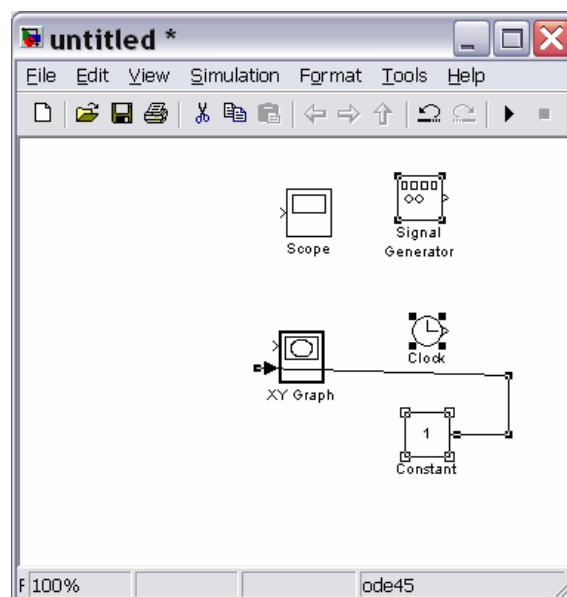 untitled *
File Edit View Simulation Format Tools Help
Scope
Signal
Generator
XY Graph
Clock
1
Constant
F 100% ode45